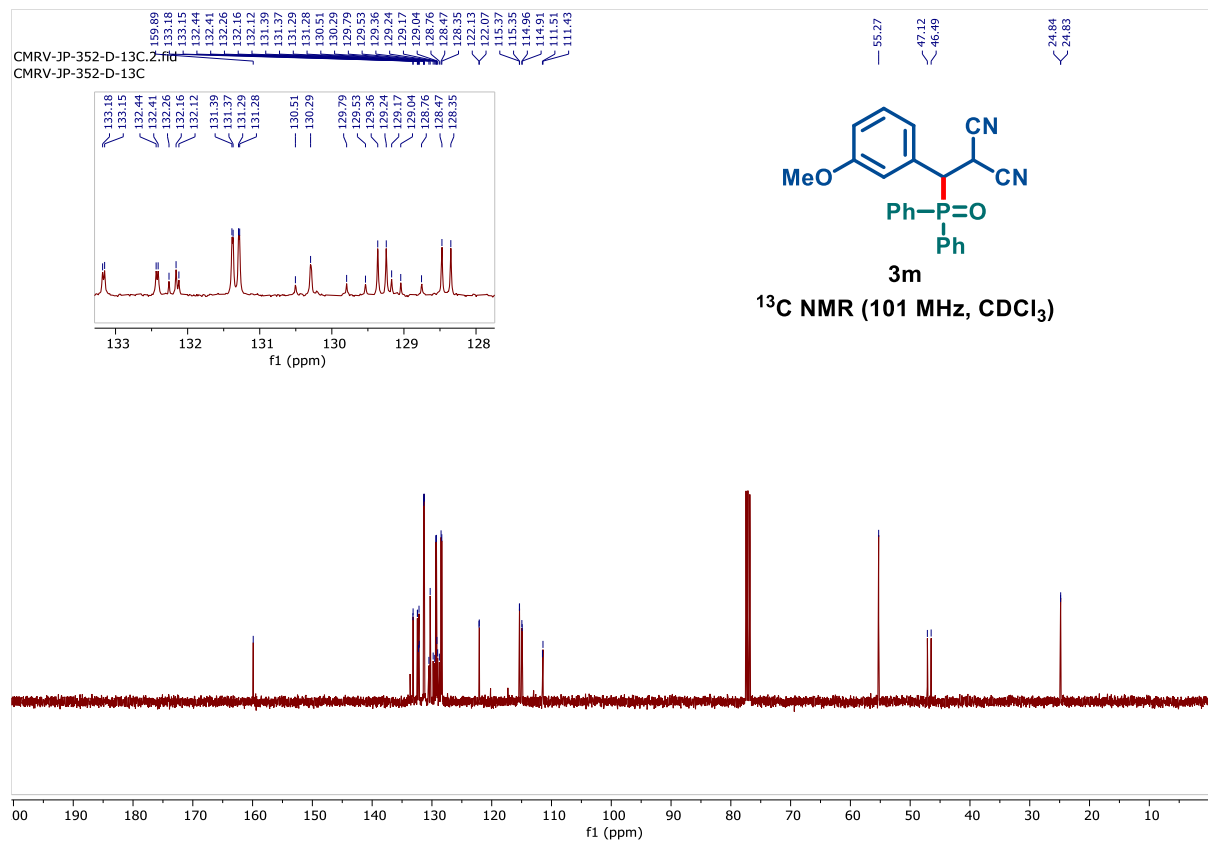 159.89 133.18 133.15 132.44 132.41 132.26 132.16 132.12 131.39 131.37 131.29 131.28 130.51 130.29 129.79 129.53 129.36 129.24 129.17 129.04 128.76 128.47 128.35 122.13 122.07 115.37 115.35 114.96 114.91 111.51 111.43 55.27 47.12 46.49 24.84 24.83
CMRV-JP-352-D-13C.2.fid
CMRV-JP-352-D-13C
133.18 133.15 132.44 132.41 132.26 132.16 132.12 131.39 131.37 131.29 131.28 130.51 130.29 129.79 129.53 129.36 129.24 129.17 129.04 128.76 128.47 128.35
133 132 131 130 129 128
f1 (ppm)
CN
MeO CN
Ph P O
Ph
3m
¹³C NMR (101 MHz, CDCl₃)
00 190 180 170 160 150 140 130 120 110 100 90 80 70 60 50 40 30 20 10
f1 (ppm)